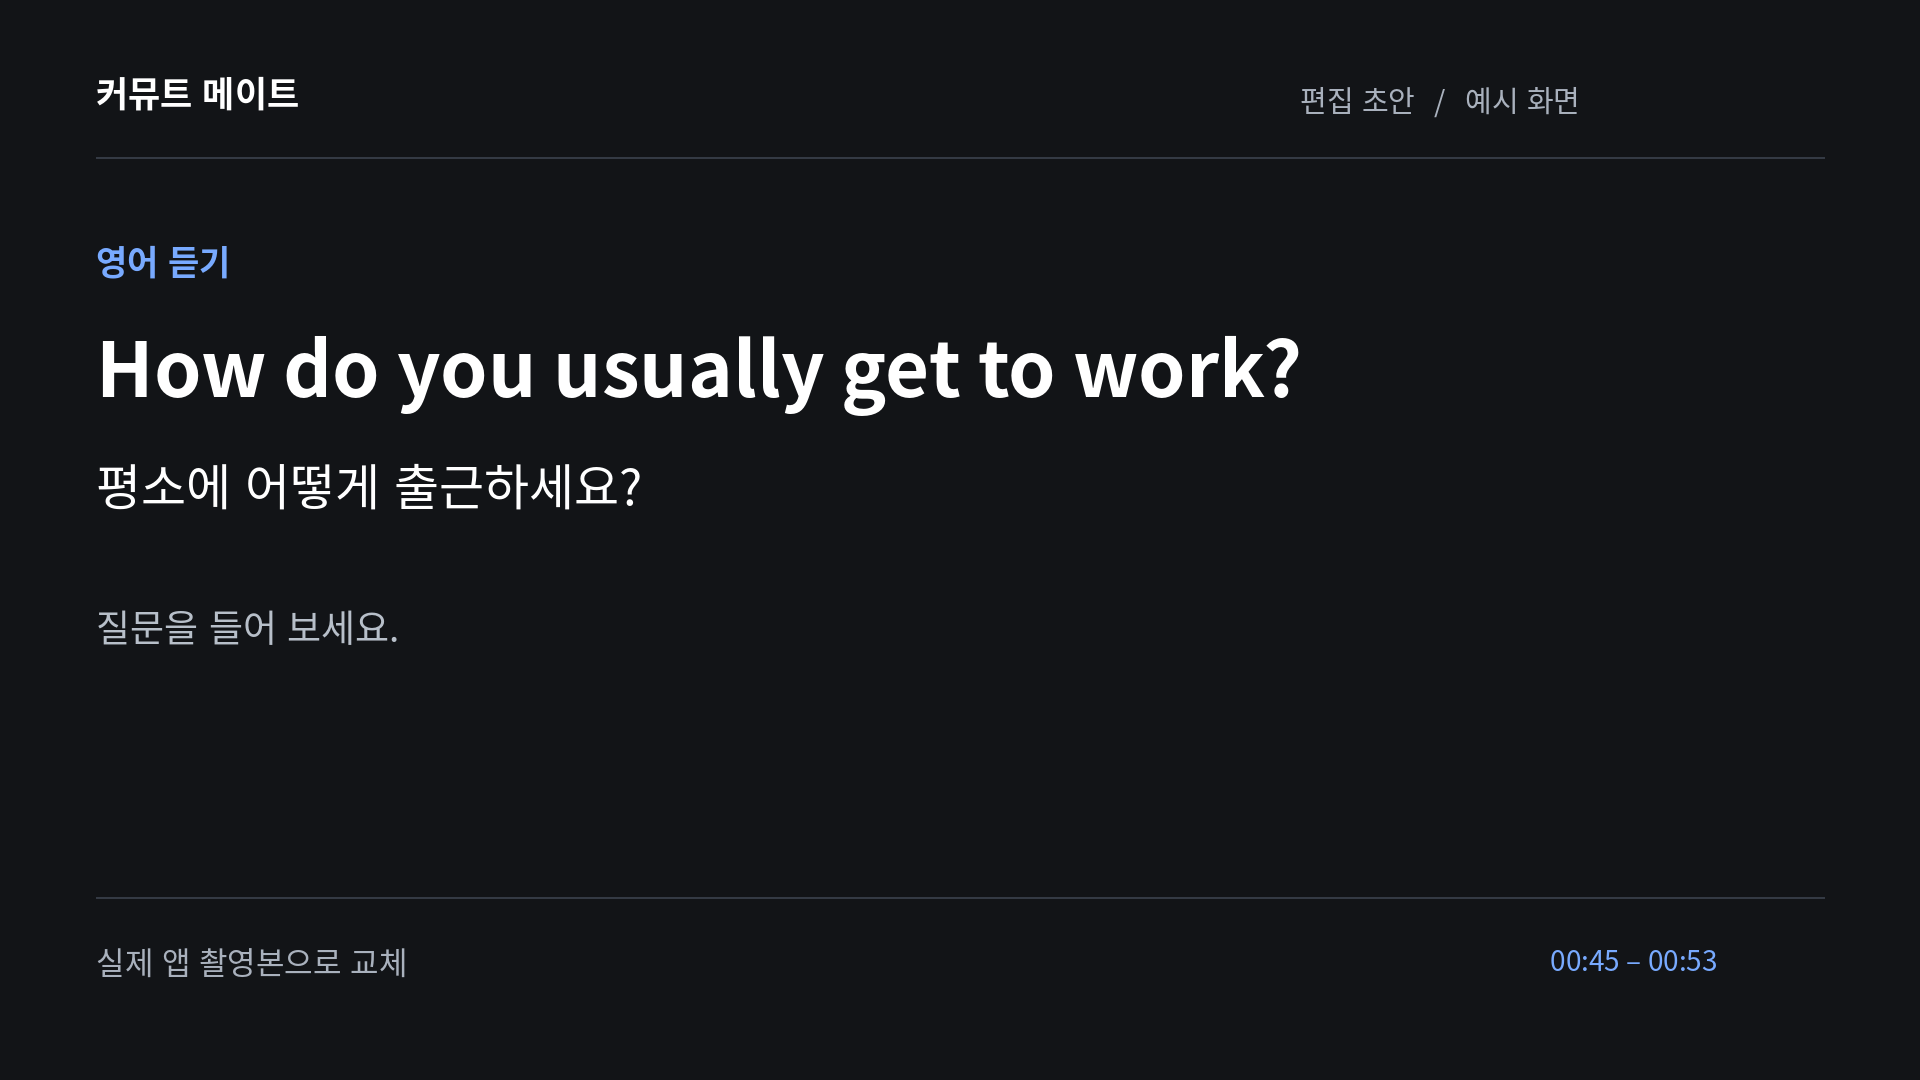 커뮤트 메이트
편집 초안 / 예시 화면
영어 듣기
How do you usually get to work?
평소에 어떻게 출근하세요?
질문을 들어 보세요.
실제 앱 촬영본으로 교체
00:45 – 00:53